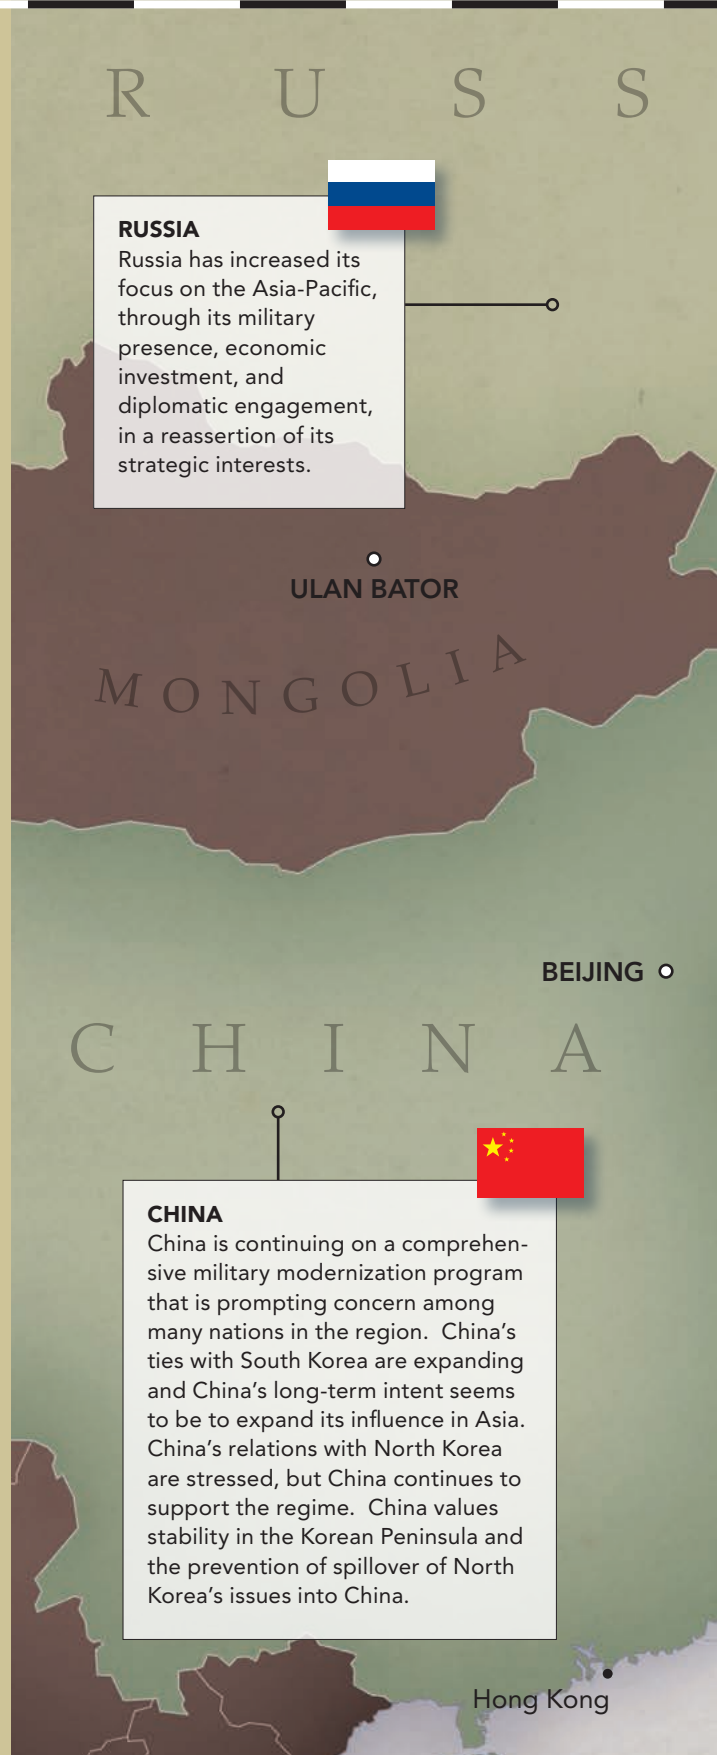 R U S S
RUSSIA
Russia has increased its
focus on the Asia-Pacific,
through its military
presence, economic
investment, and
diplomatic engagement,
in a reassertion of its
strategic interests.
ULAN BATOR
MONGOLIA
BEIJING
C H I N A
CHINA
China is continuing on a comprehen-
sive military modernization program
that is prompting concern among
many nations in the region.  China’s
ties with South Korea are expanding
and China’s long-term intent seems
to be to expand its influence in Asia.
China’s relations with North Korea
are stressed, but China continues to
support the regime.  China values
stability in the Korean Peninsula and
the prevention of spillover of North
Korea’s issues into China.
Hong Kong